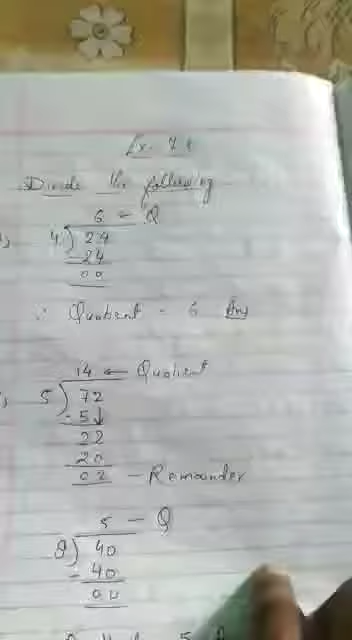 Ex. 7.
Divide the following
6 ← Q
4) 24
- 24
00
∴ Quotient = 6 Ans
14 ← Quotient
5) 72
- 5↓
22
20
02 - Remainder
5 - Q
8) 40
- 40
00